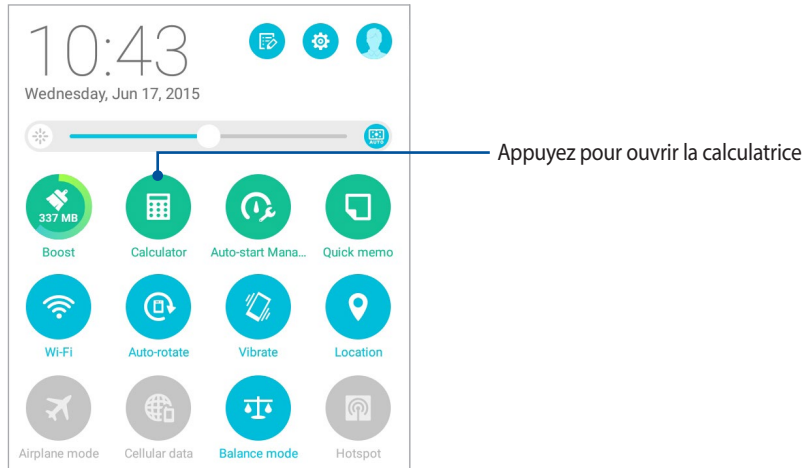 10:43
Wednesday, Jun 17, 2015
AUTO
Appuyez pour ouvrir la calculatrice
337 MB
Boost
Calculator
Auto-start Mana...
Quick memo
Wi-Fi
Auto-rotate
Vibrate
Location
Airplane mode
Cellular data
Balance mode
Hotspot